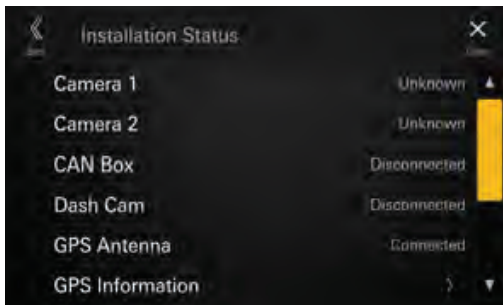 Installation Status
Camera 1 Unknown
Camera 2 Unknown
CAN Box Disconnected
Dash Cam Disconnected
GPS Antenna Connected
GPS Information